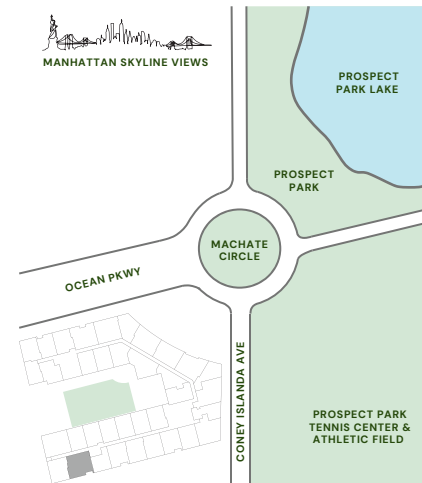 MANHATTAN SKYLINE VIEWS
PROSPECT
PARK LAKE
PROSPECT
PARK
MACHATE
CIRCLE
OCEAN PKWY
CONEY ISLANDA AVE
PROSPECT PARK
TENNIS CENTER &
ATHLETIC FIELD